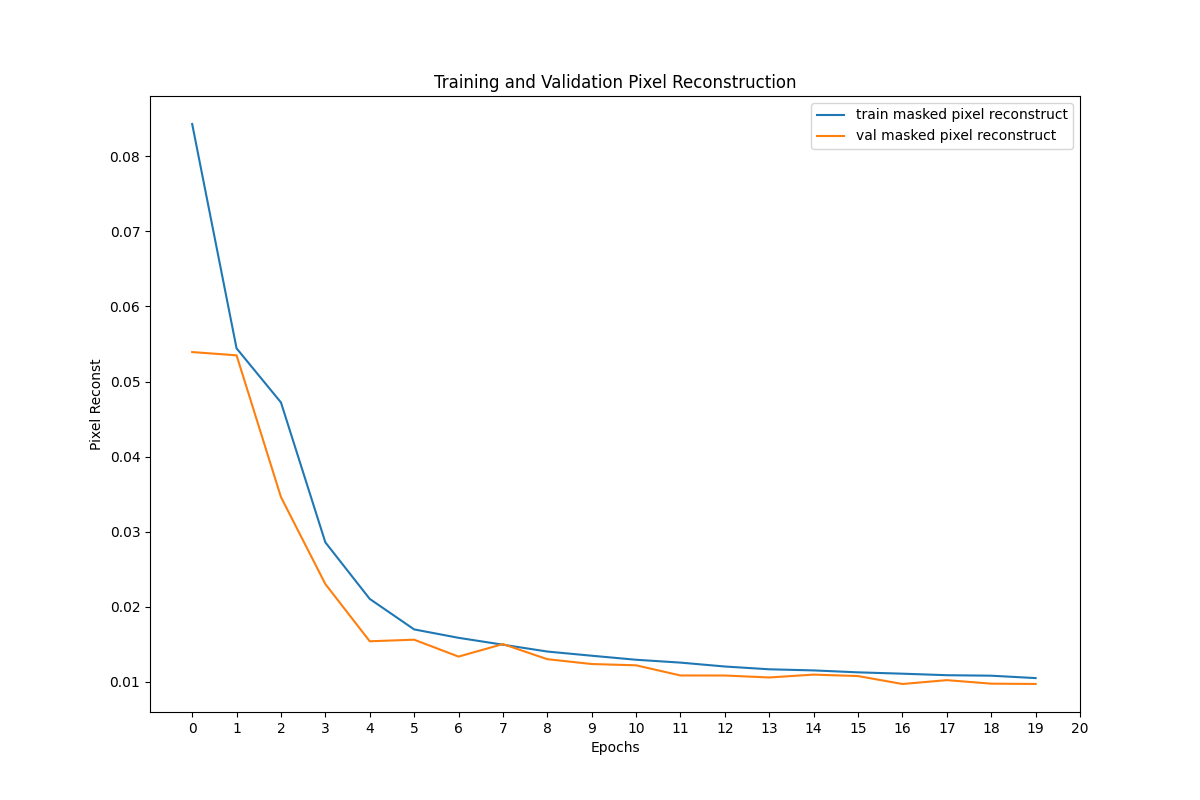 Training and Validation Pixel Reconstruction
train masked pixel reconstruct
val masked pixel reconstruct
0.08
0.07
0.06
0.05
0.04
0.03
0.02
0.01
Pixel Reconst
0 1 2 3 4 5 6 7 8 9 10 11 12 13 14 15 16 17 18 19 20
Epochs